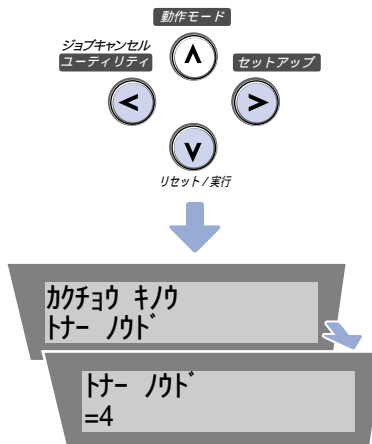 動作モード
ジョブキャンセル
ユーティリティ
セットアップ
∧
<
>
∨
リセット/実行
カクチョウ キノウ
トナー ノウド
トナー ノウド
=4